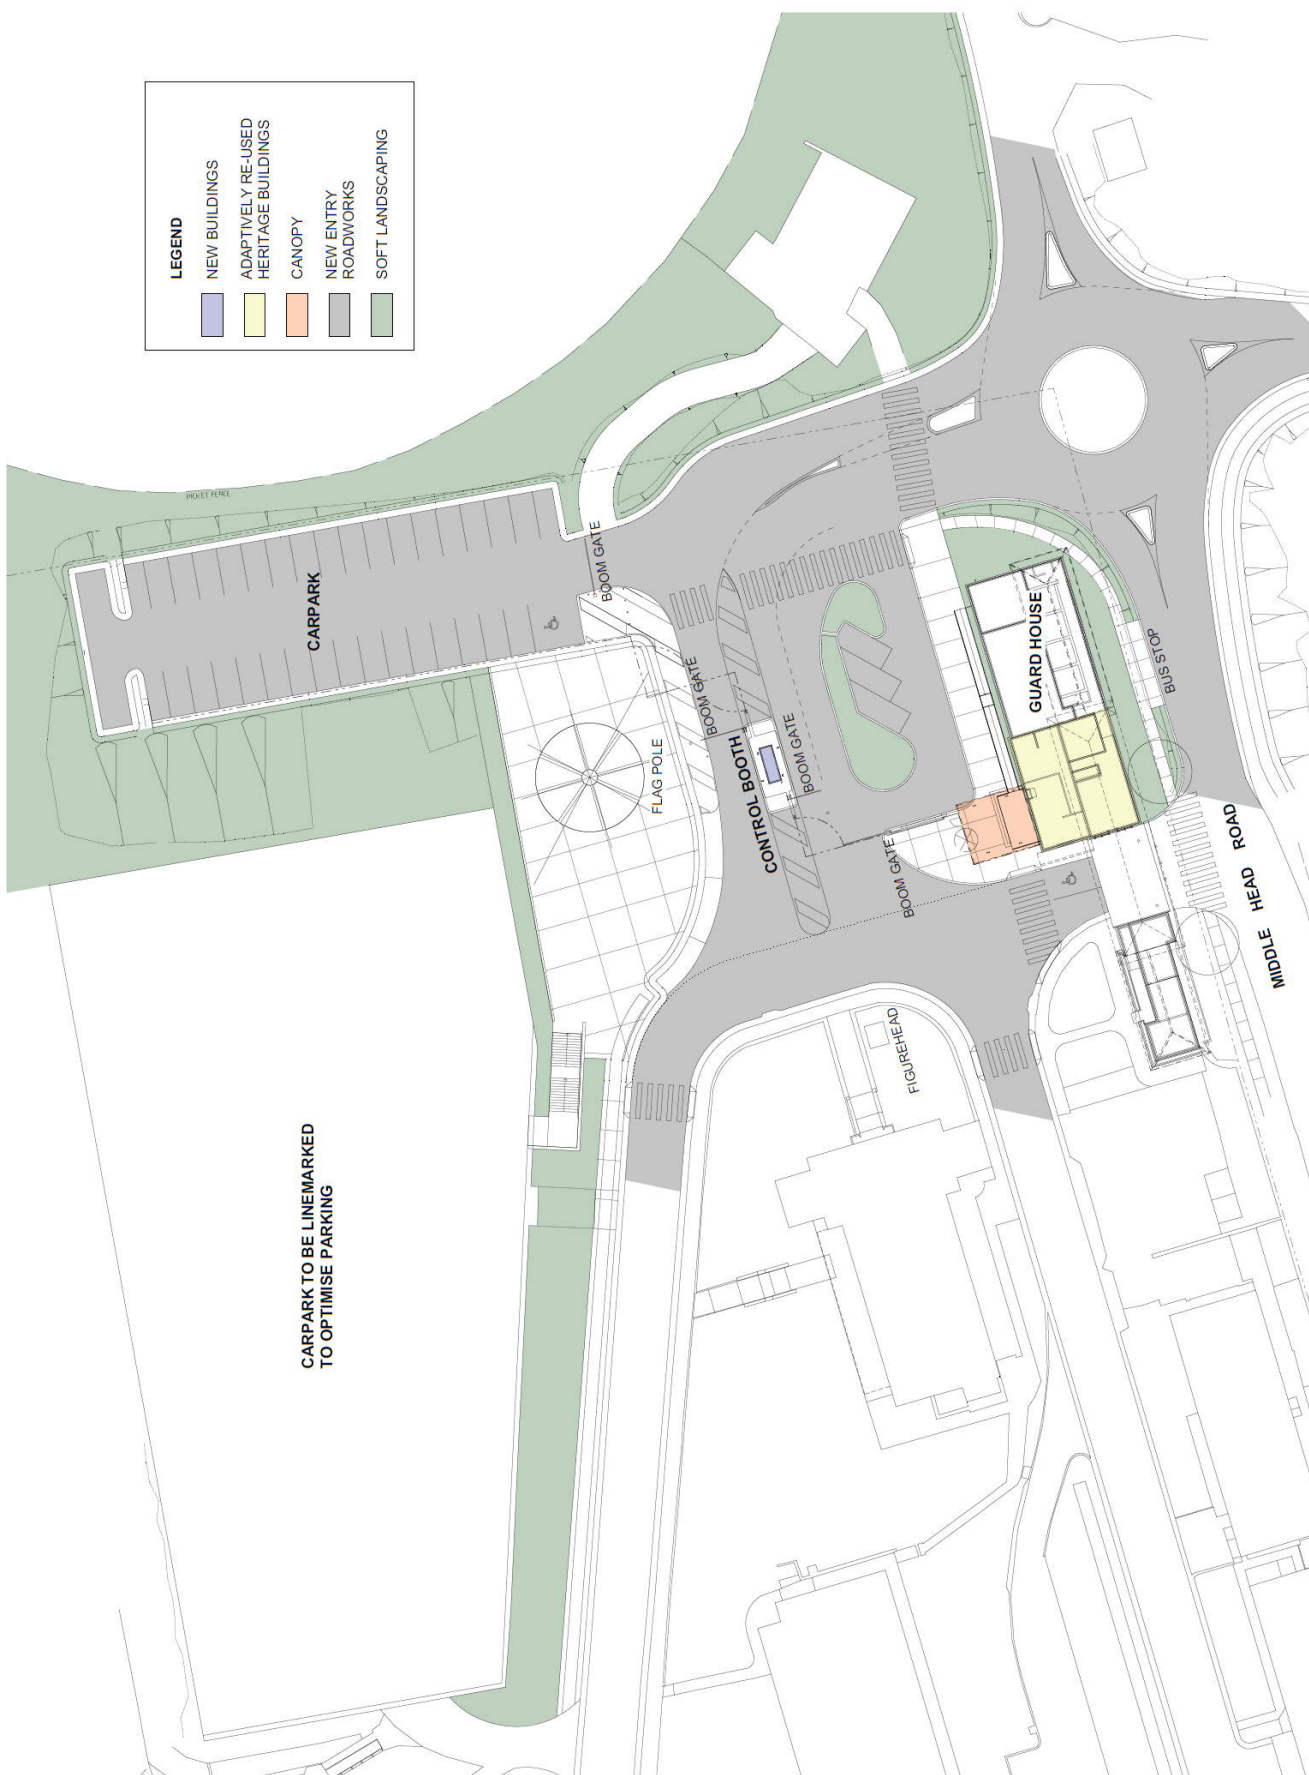 LEGEND
NEW BUILDINGS
ADAPTIVELY RE-USED
HERITAGE BUILDINGS
CANOPY
NEW ENTRY
ROADWORKS
SOFT LANDSCAPING
PICKET FENCE
CARPARK
BOOM GATE
BOOM GATE
FLAG POLE
CONTROL BOOTH
BOOM GATE
BOOM GATE
GUARD HOUSE
BUS STOP
MIDDLE HEAD ROAD
FIGUREHEAD
CARPARK TO BE LINEMARKED
TO OPTIMISE PARKING